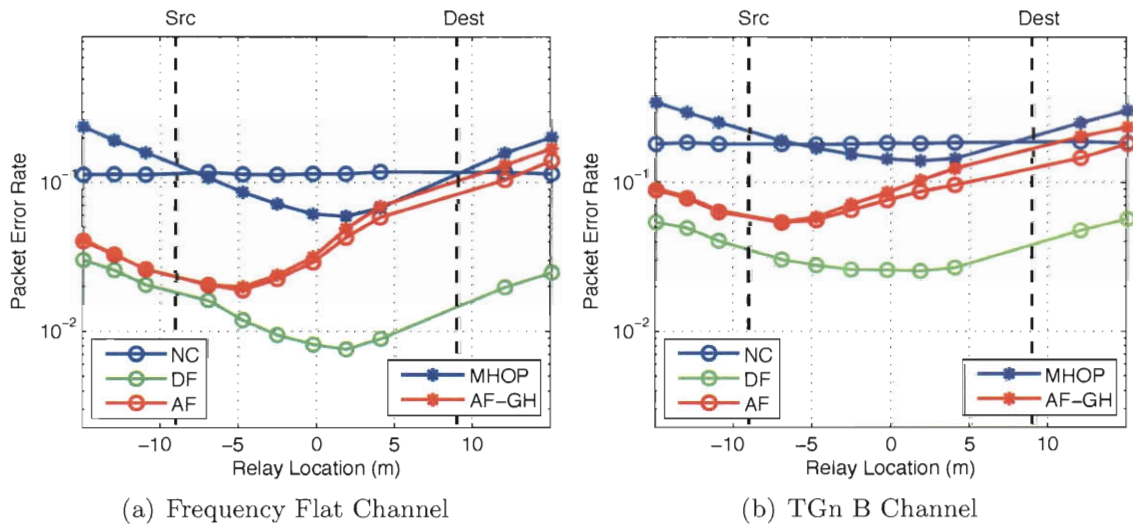 Src Dest
Packet Error Rate
10⁻¹
10⁻²
NC
DF
AF
MHOP
AF-GH
−10 −5 0 5 10
Relay Location (m)
(a) Frequency Flat Channel
Src Dest
Packet Error Rate
10⁻¹
10⁻²
NC
DF
AF
MHOP
AF-GH
−10 −5 0 5 10
Relay Location (m)
(b) TGn B Channel